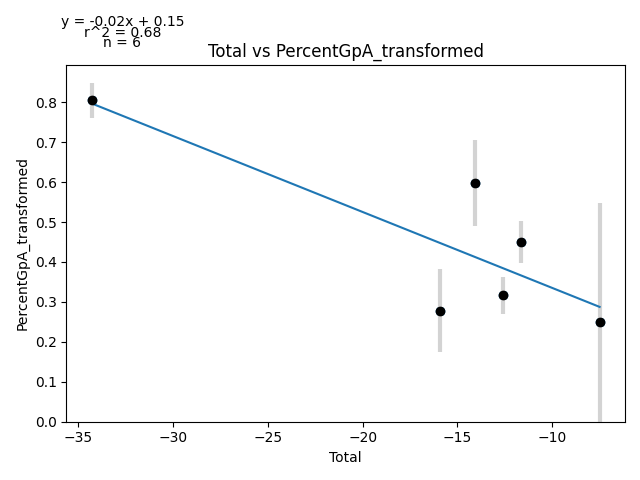 y = -0.02x + 0.15
r^2 = 0.68
n = 6
Total vs PercentGpA_transformed
PercentGpA_transformed
0.8
0.7
0.6
0.5
0.4
0.3
0.2
0.1
0.0
−35 −30 −25 −20 −15 −10
Total